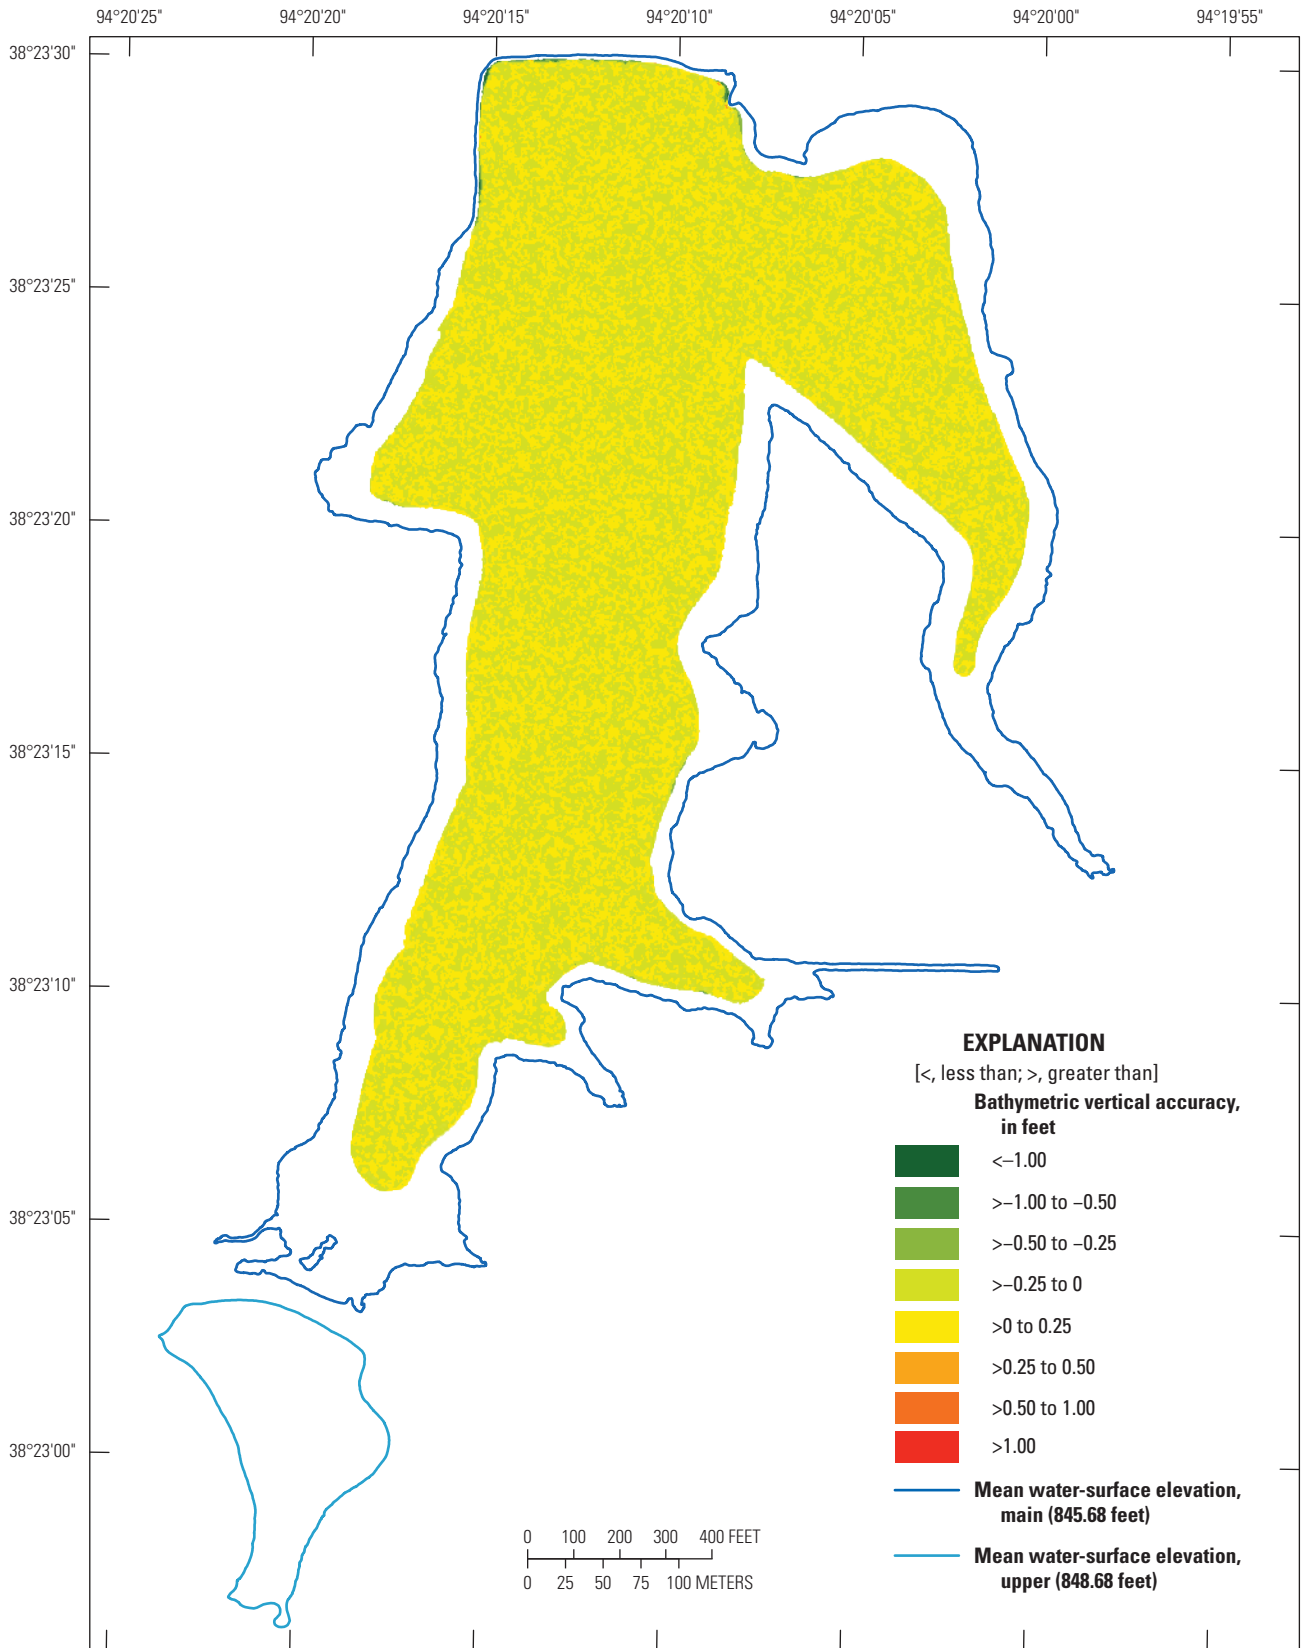 94°20'25" 94°20'20" 94°20'15" 94°20'10" 94°20'05" 94°20'00" 94°19'55"
38°23'30"
38°23'25"
38°23'20"
38°23'15"
38°23'10"
38°23'05"
38°23'00"
EXPLANATION
[<, less than; >, greater than]
Bathymetric vertical accuracy,
in feet
<−1.00
>−1.00 to −0.50
>−0.50 to −0.25
>−0.25 to 0
>0 to 0.25
>0.25 to 0.50
>0.50 to 1.00
>1.00
Mean water-surface elevation,
main (845.68 feet)
Mean water-surface elevation,
upper (848.68 feet)
0 100 200 300 400 FEET
0 25 50 75 100 METERS